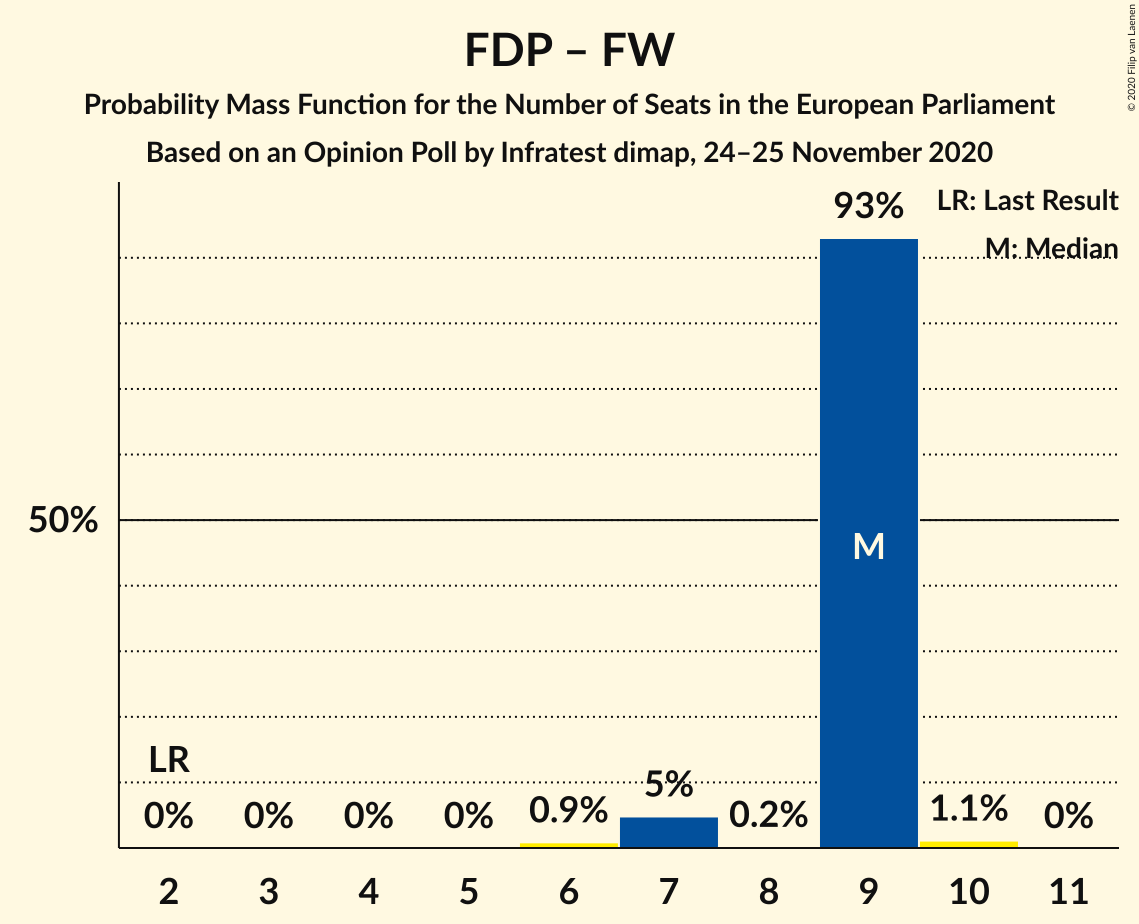 FDP – FW
Probability Mass Function for the Number of Seats in the European Parliament
Based on an Opinion Poll by Infratest dimap, 24–25 November 2020
© 2020 Filip van Laenen
LR: Last Result
M: Median
93%
50%
M
LR
0% 0% 0% 0% 0.9% 5% 0.2% 1.1% 0%
2 3 4 5 6 7 8 9 10 11